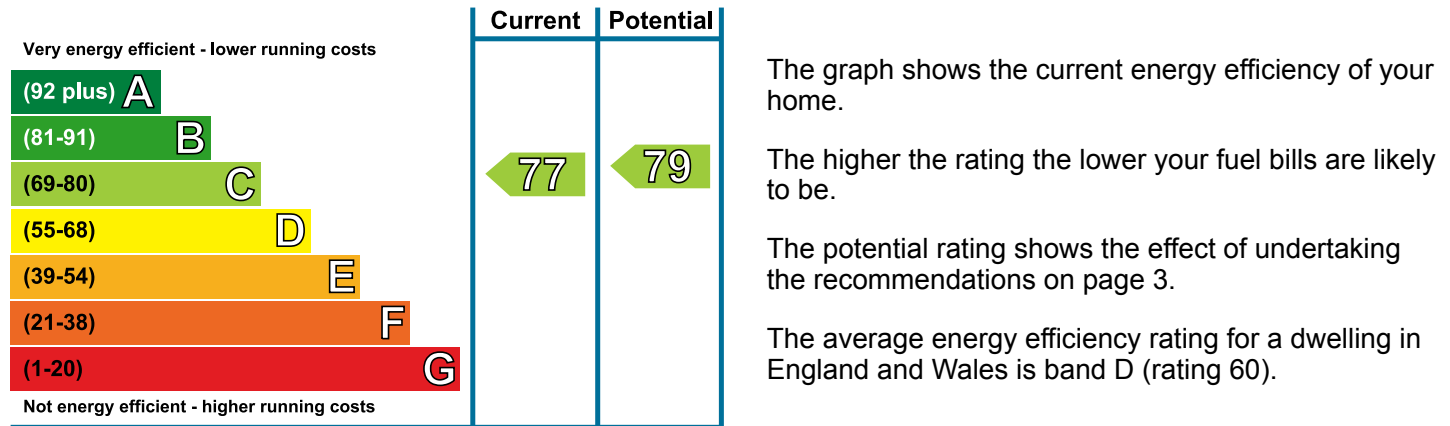 Current Potential
Very energy efficient - lower running costs
(92 plus) A
(81-91) B
(69-80) C
(55-68) D
(39-54) E
(21-38) F
(1-20) G
Not energy efficient - higher running costs
77 79
The graph shows the current energy efficiency of your
home.
The higher the rating the lower your fuel bills are likely
to be.
The potential rating shows the effect of undertaking
the recommendations on page 3.
The average energy efficiency rating for a dwelling in
England and Wales is band D (rating 60).